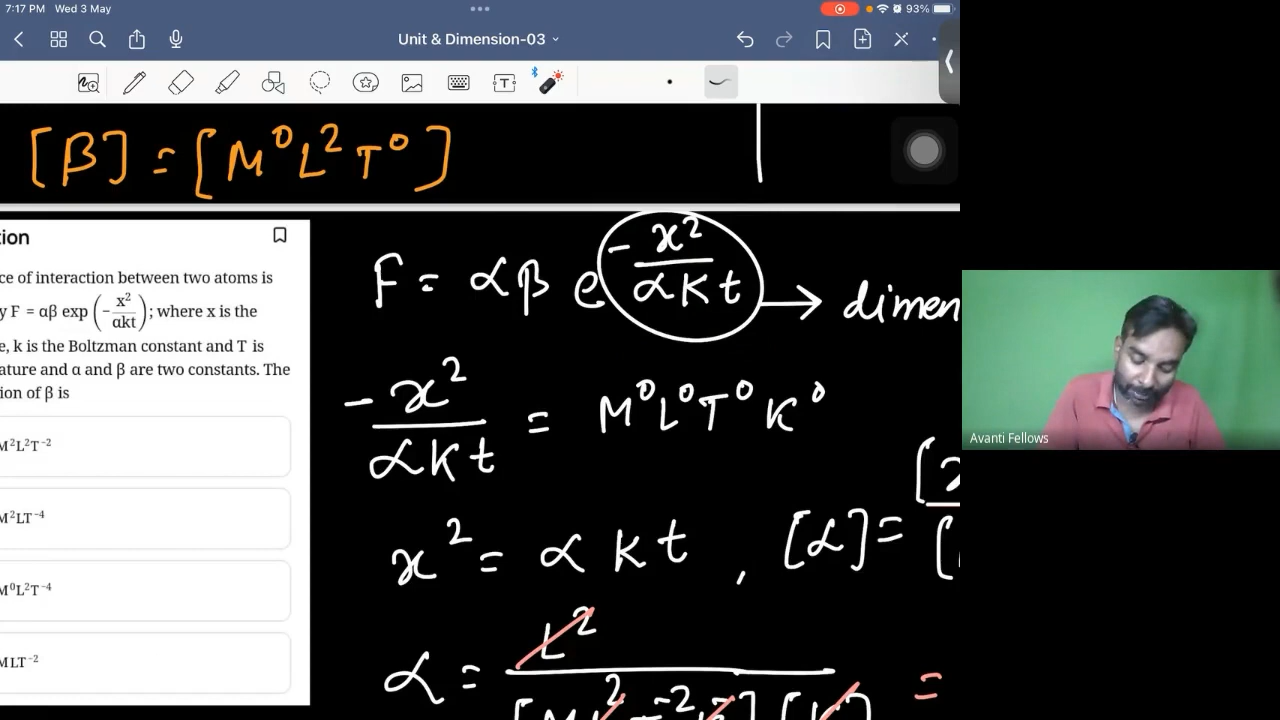 7:17 PM Wed 3 May
93%
Unit & Dimension-03
[β] = [M⁰L²T⁰]
tion
ce of interaction between two atoms is
y F = αβ exp (-x²/αkt); where x is the
e, k is the Boltzman constant and T is
ature and α and β are two constants. The
ion of β is
M²L²T⁻²
M²LT⁻⁴
M⁰L²T⁻⁴
MLT⁻²
F = αβ e^(-x²/αKt) → dimen
-x²/αKt = M⁰L⁰T⁰K⁰
x² = αKt, [α] =
α = L²
Avanti Fellows